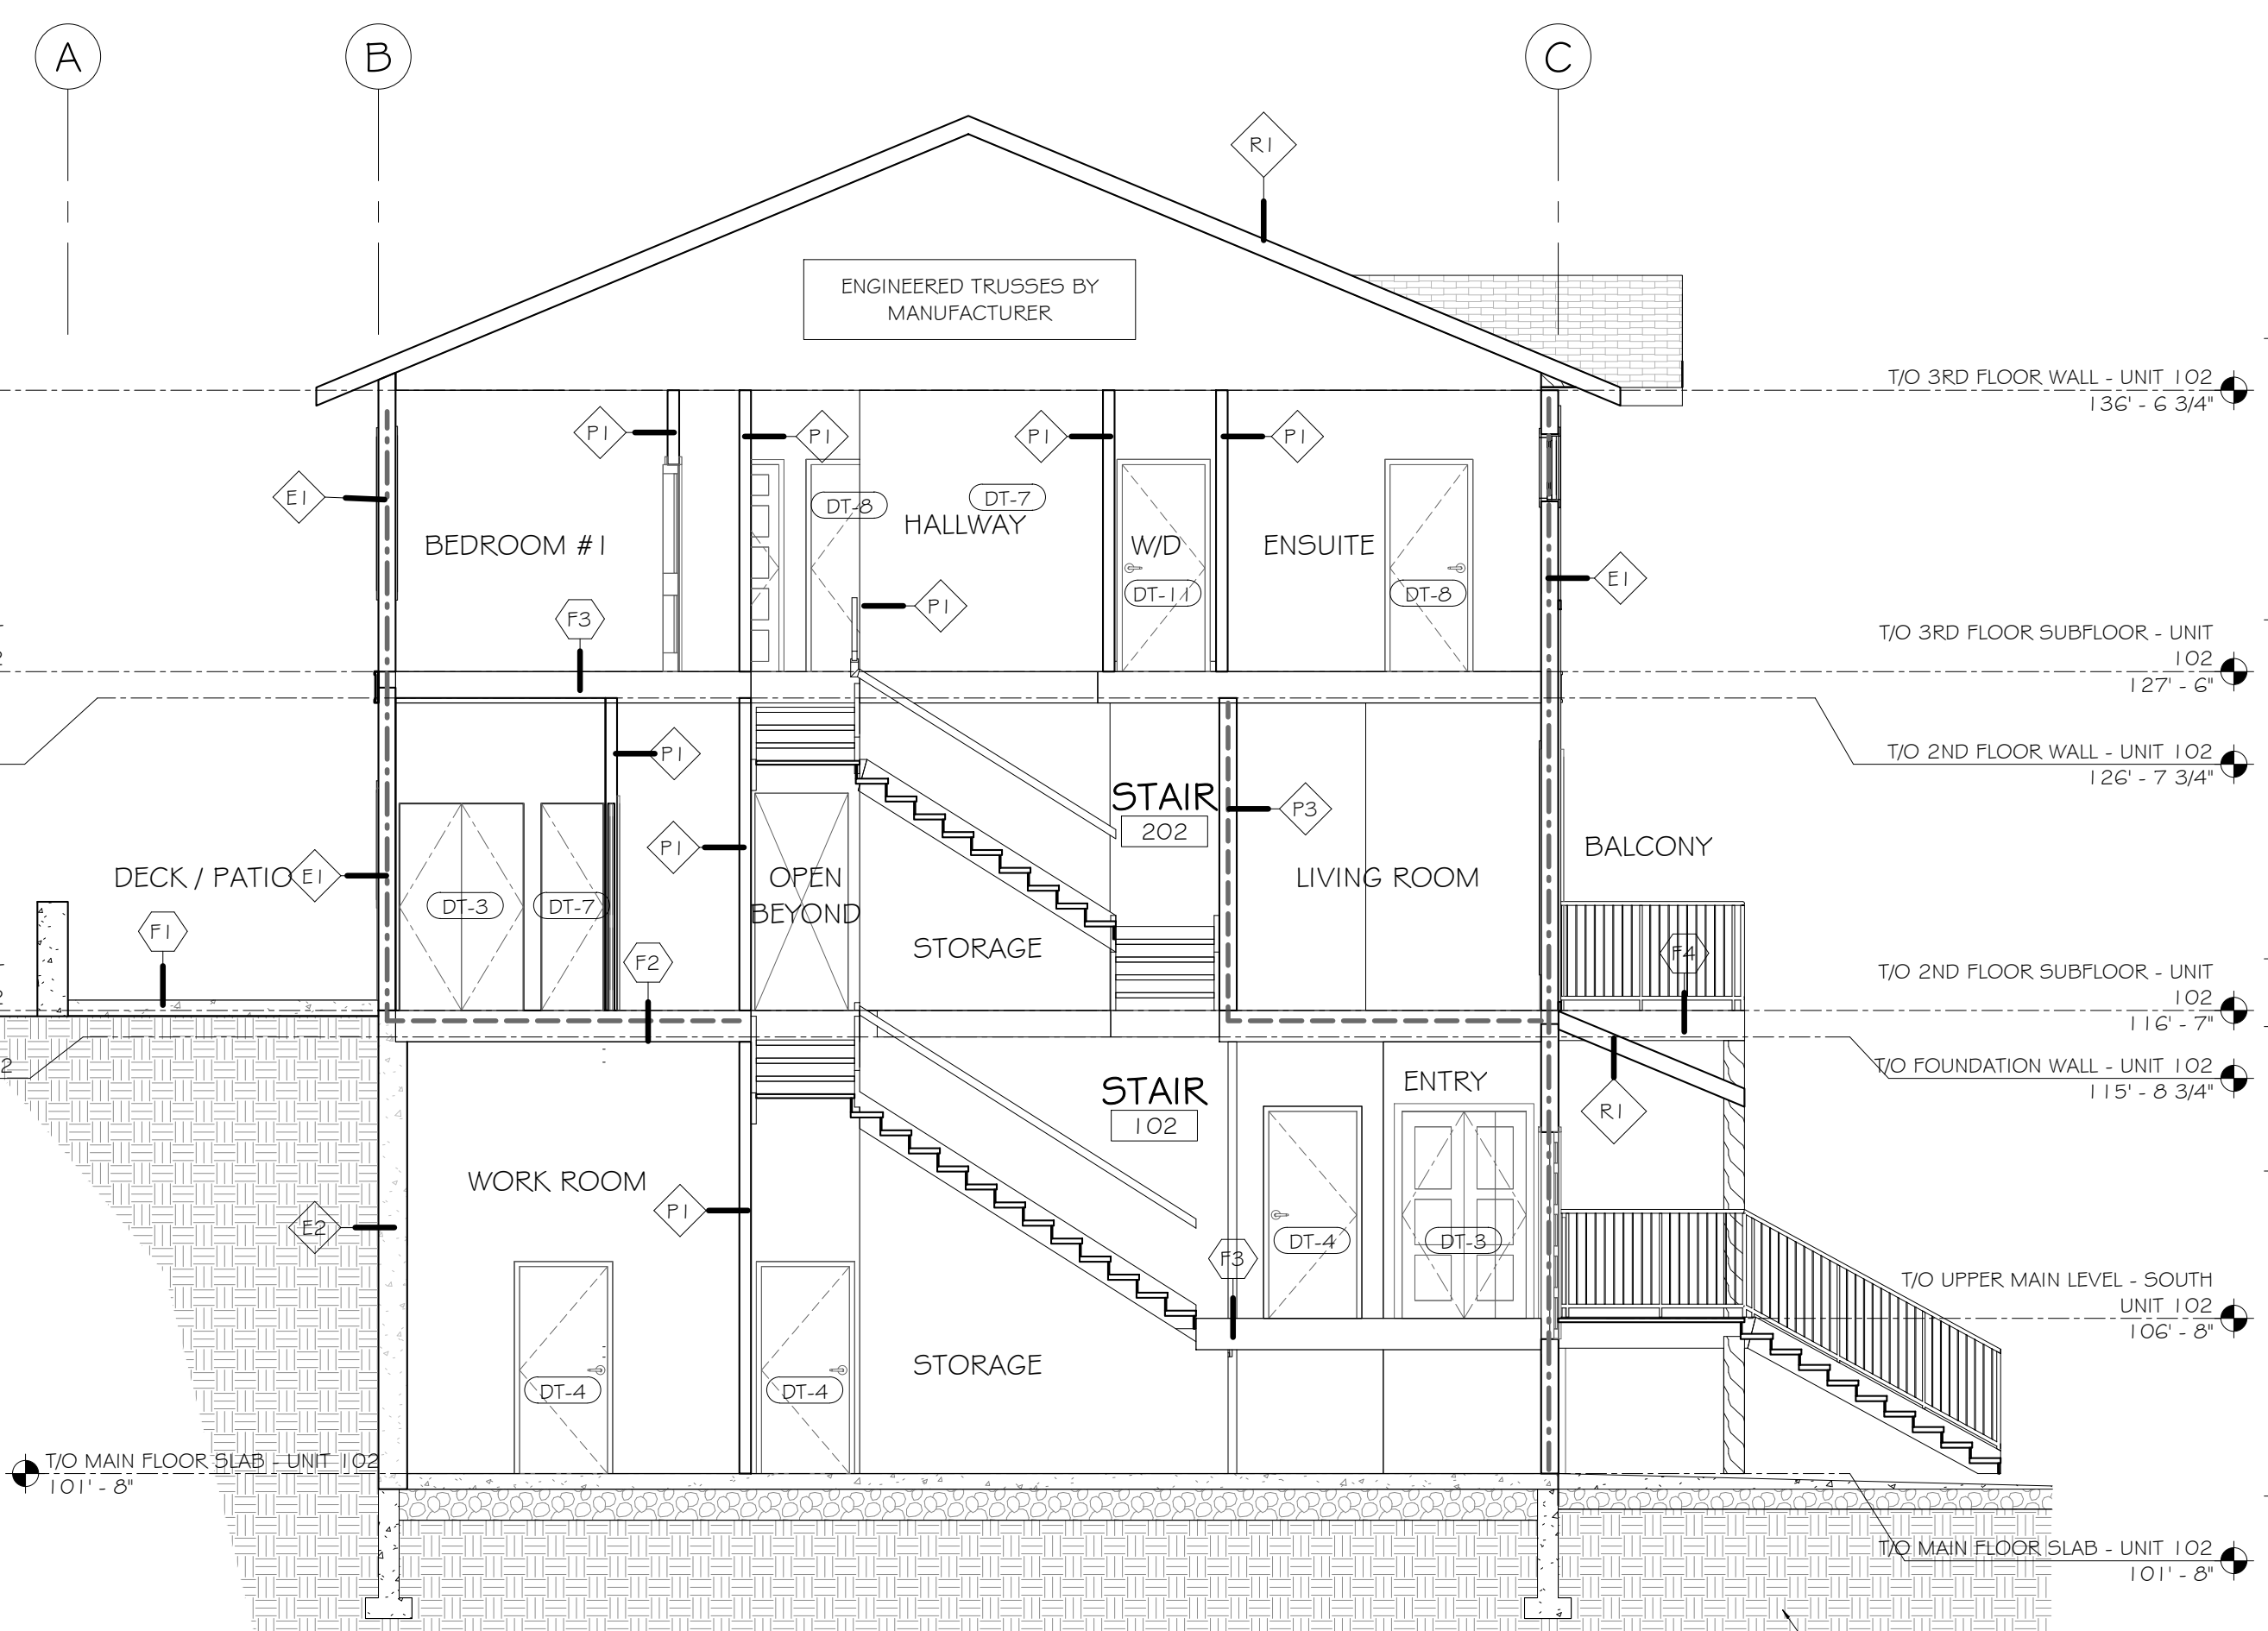 A
B
C
R1
ENGINEERED TRUSSES BY
MANUFACTURER
T/O 3RD FLOOR WALL - UNIT 102
136' - 6 3/4"
P1
P1
P1
P1
E1
DT-8
DT-7
HALLWAY
BEDROOM #1
W/D
ENSUITE
E1
DT-11
DT-8
P1
F3
T/O 3RD FLOOR SUBFLOOR - UNIT
102
127' - 6"
P1
T/O 2ND FLOOR WALL - UNIT 102
126' - 7 3/4"
STAIR
202
P3
P1
BALCONY
DECK / PATIO
E1
OPEN
BEYOND
LIVING ROOM
DT-3
DT-7
F1
STORAGE
F2
F4
T/O 2ND FLOOR SUBFLOOR - UNIT
102
116' - 7"
2
T/O FOUNDATION WALL - UNIT 102
115' - 8 3/4"
STAIR
102
ENTRY
R1
WORK ROOM
P1
E2
DT-4
DT-3
F3
T/O UPPER MAIN LEVEL - SOUTH
UNIT 102
106' - 8"
STORAGE
DT-4
DT-4
T/O MAIN FLOOR SLAB - UNIT 102
101' - 8"
T/O MAIN FLOOR SLAB - UNIT 102
101' - 8"